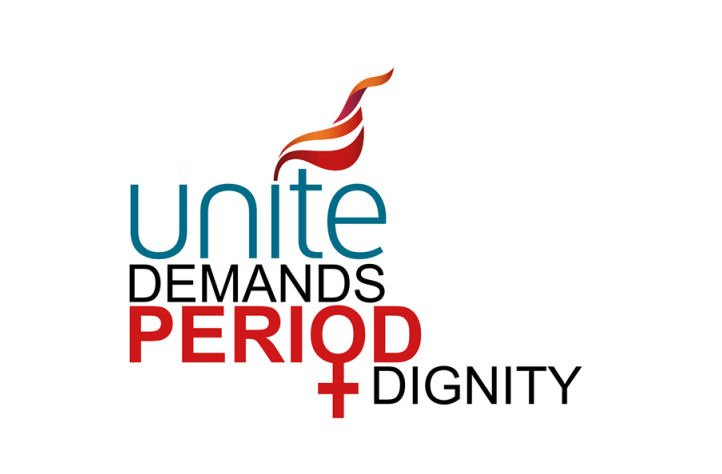 unite
DEMANDS
PERIOD
DIGNITY